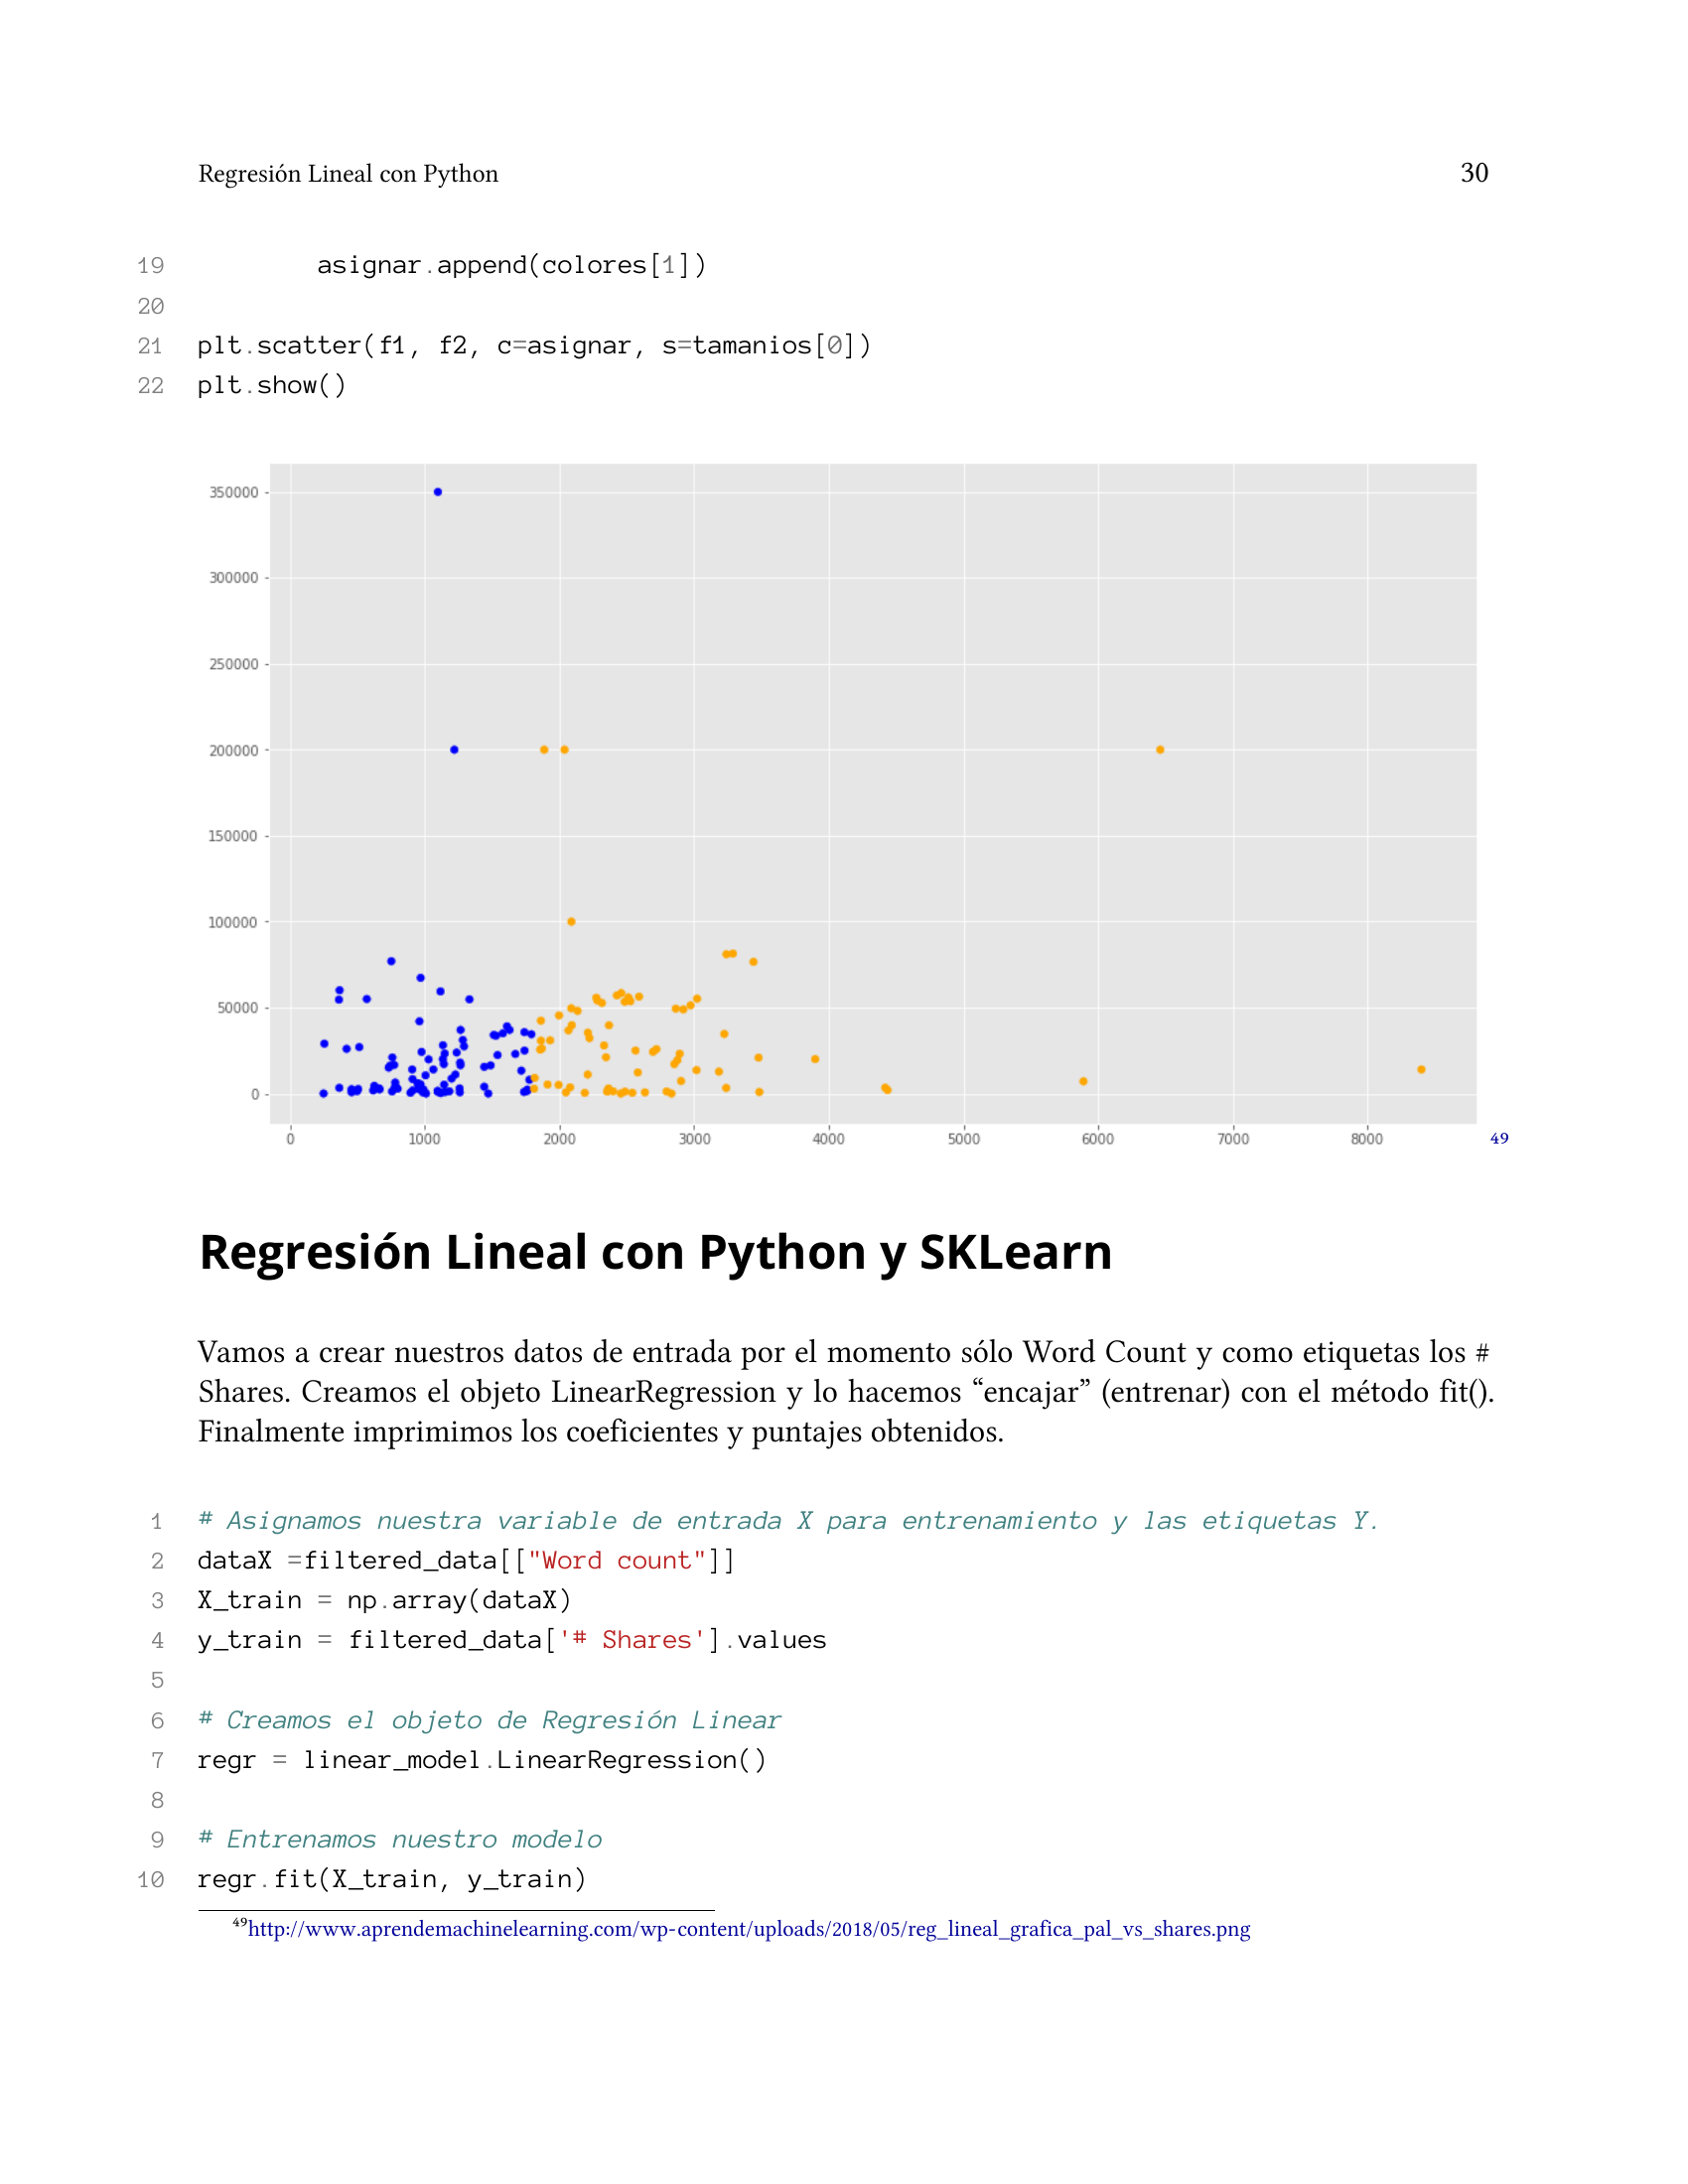 Regresión Lineal con Python 30
19 asignar.append(colores[1])
20
21 plt.scatter(f1, f2, c=asignar, s=tamanios[0])
22 plt.show()
350000
300000
250000
200000
150000
100000
50000
0
0 1000 2000 3000 4000 5000 6000 7000 8000 49
Regresión Lineal con Python y SKLearn
Vamos a crear nuestros datos de entrada por el momento sólo Word Count y como etiquetas los #
Shares. Creamos el objeto LinearRegression y lo hacemos “encajar” (entrenar) con el método fit().
Finalmente imprimimos los coeficientes y puntajes obtenidos.
1 # Asignamos nuestra variable de entrada X para entrenamiento y las etiquetas Y.
2 dataX =filtered_data[["Word count"]]
3 X_train = np.array(dataX)
4 y_train = filtered_data['# Shares'].values
5
6 # Creamos el objeto de Regresión Linear
7 regr = linear_model.LinearRegression()
8
9 # Entrenamos nuestro modelo
10 regr.fit(X_train, y_train)
49http://www.aprendemachinelearning.com/wp-content/uploads/2018/05/reg_lineal_grafica_pal_vs_shares.png